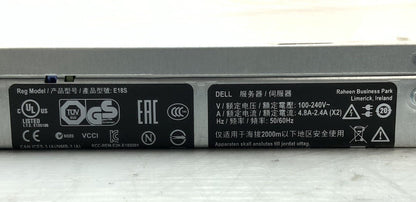 Reg Model / 产品型号 / 產品型號: E18S
LISTED
VCCI
DELL 服务器 / 伺服器
V / 额定电压 / 額定電壓: 100-240V~
A / 额定电流 / 額定電流: 4.8A-2.4A (X2)
Hz / 频率 / 頻率: 50/60Hz
仅适用于海拔2000m以下地区安全使用
Apparaten skall anslutas till jordat uttag.
Raheen Business Park
Limerick, Ireland